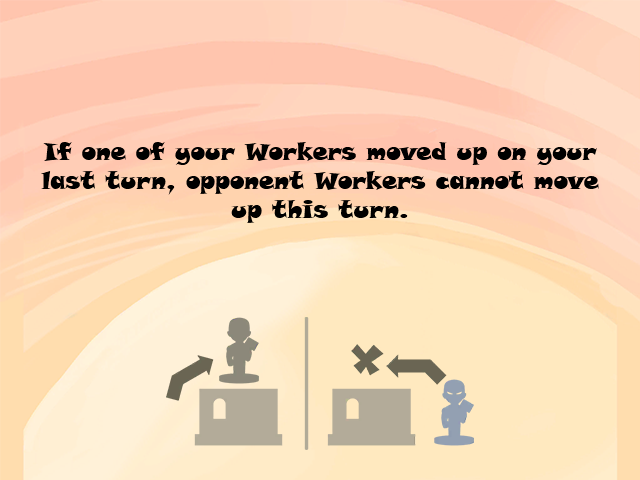 If one of your Workers moved up on your
last turn, opponent Workers cannot move
up this turn.